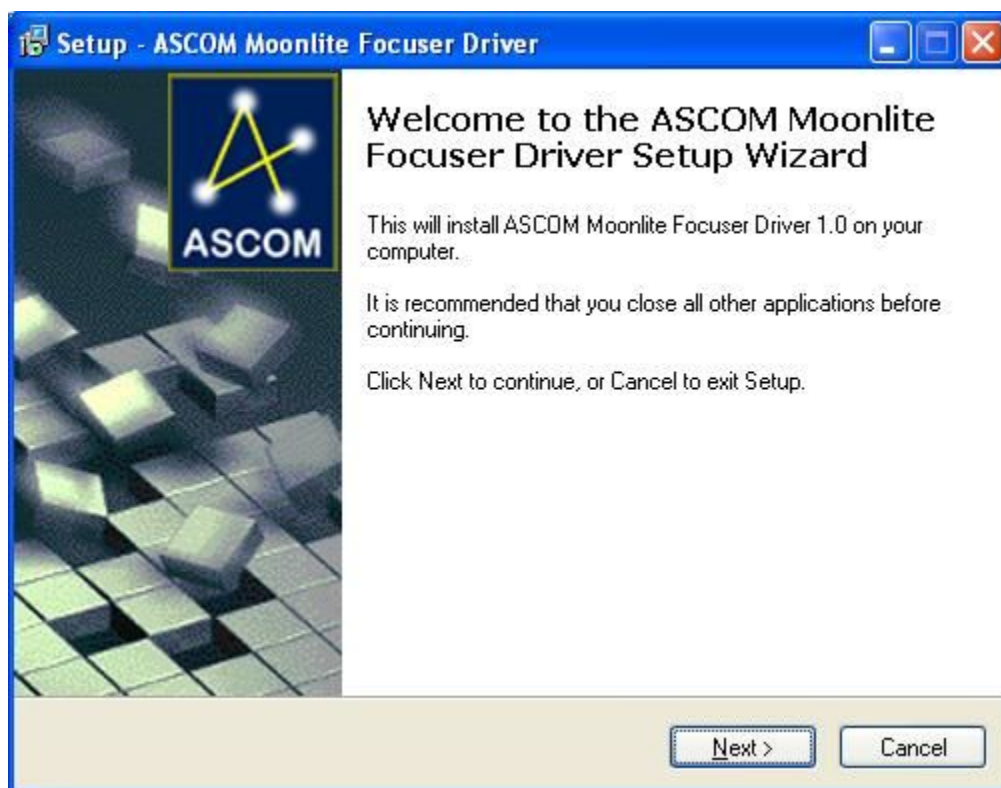 Setup - ASCOM Moonlite Focuser Driver
ASCOM
Welcome to the ASCOM Moonlite
Focuser Driver Setup Wizard
This will install ASCOM Moonlite Focuser Driver 1.0 on your
computer.
It is recommended that you close all other applications before
continuing.
Click Next to continue, or Cancel to exit Setup.
Next >
Cancel